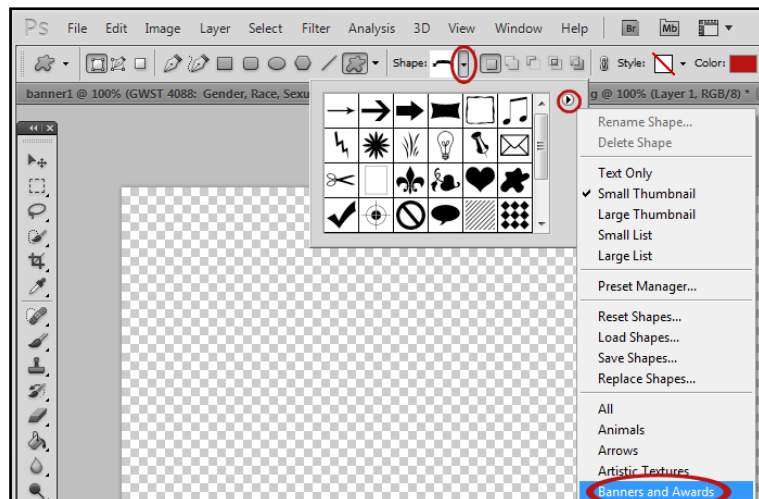 Ps File Edit Image Layer Select Filter Analysis 3D View Window Help Br Mb
Shape: Style: Color:
banner1 @ 100% (GWST 4088: Gender, Race, Sexu
g @ 100% (Layer 1, RGB/8) *
Rename Shape...
Delete Shape
Text Only
Small Thumbnail
Large Thumbnail
Small List
Large List
Preset Manager...
Reset Shapes...
Load Shapes...
Save Shapes...
Replace Shapes...
All
Animals
Arrows
Artistic Textures
Banners and Awards